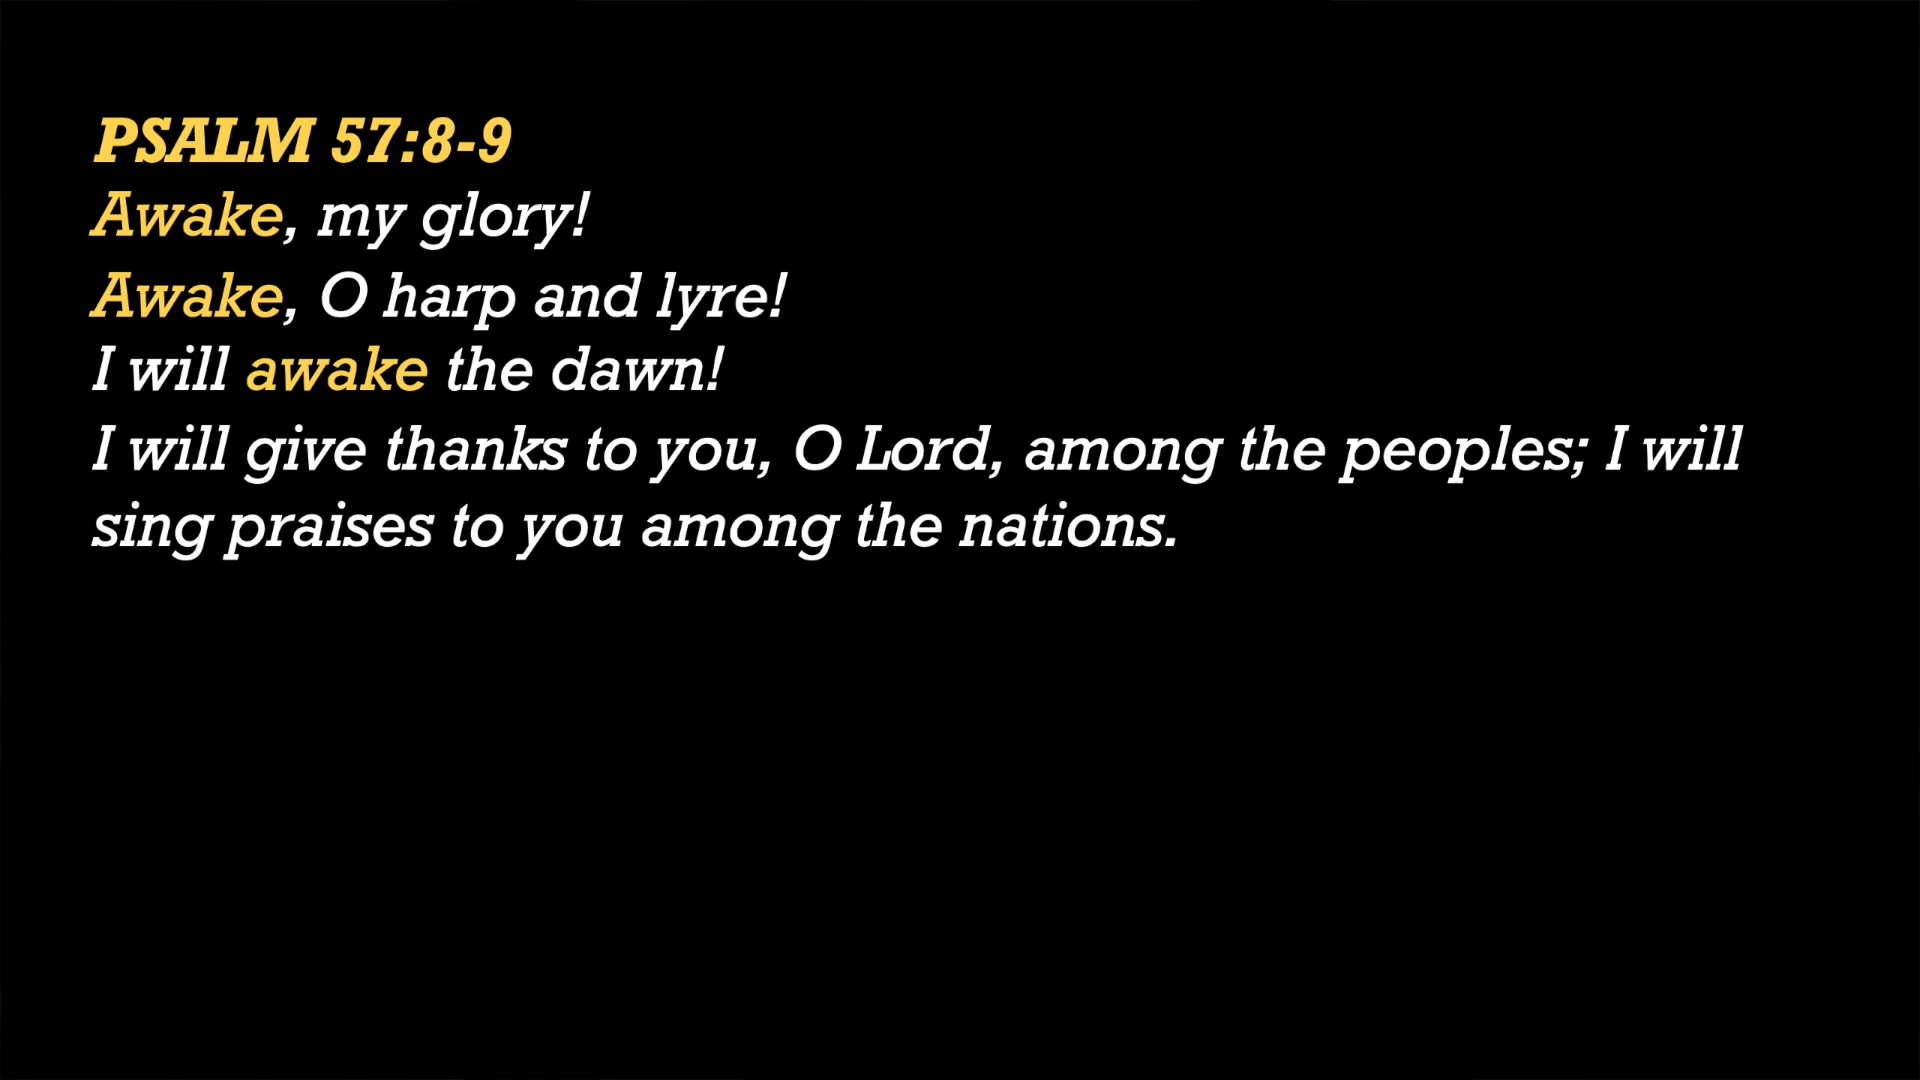 PSALM 57:8-9
Awake, my glory!
Awake, O harp and lyre!
I will awake the dawn!
I will give thanks to you, O Lord, among the peoples; I will
sing praises to you among the nations.